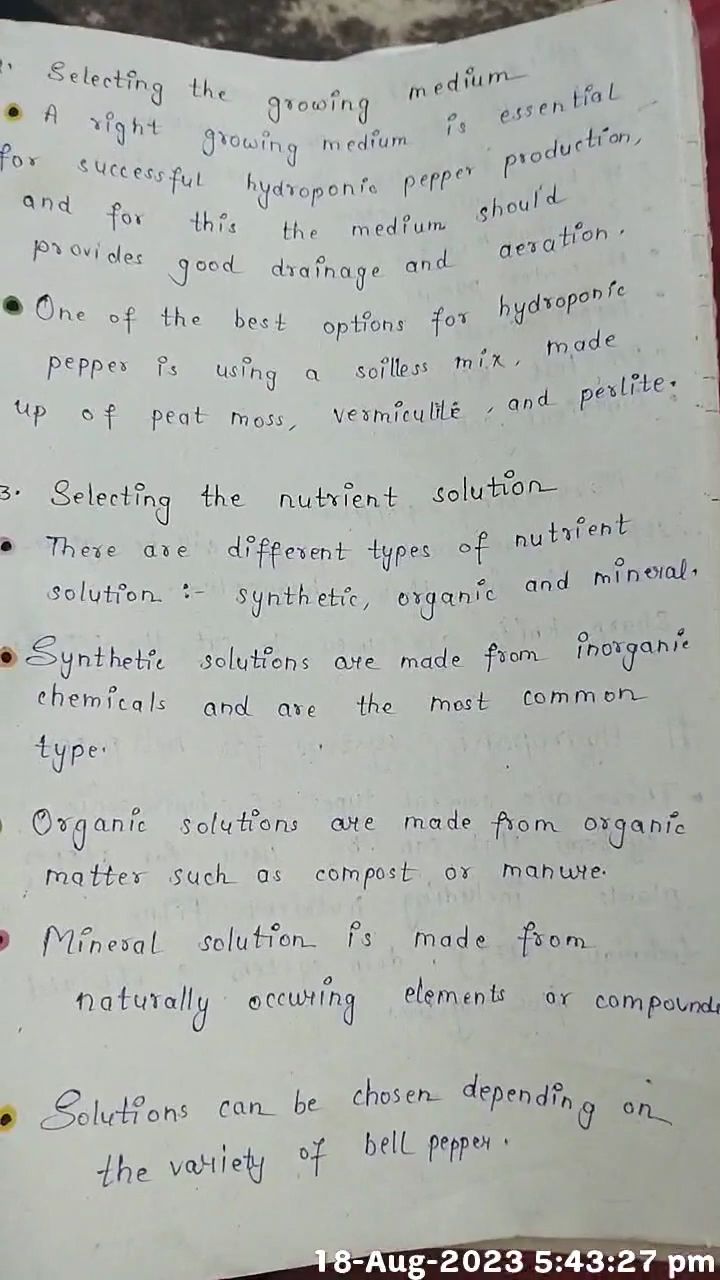 2. Selecting the growing medium
A right growing medium is essential
for successful hydroponic pepper production,
and for this the medium should
provides good drainage and aeration.
One of the best options for hydroponic
pepper is using a soilless mix, made
up of peat moss, vermiculite, and perlite.
3. Selecting the nutrient solution
There are different types of nutrient
solution :- synthetic, organic and mineral.
Synthetic solutions are made from inorganic
chemicals and are the most common
type.
Organic solutions are made from organic
matter such as compost or manure.
Mineral solution is made from
naturally occuring elements or compounds
Solutions can be chosen depending on
the variety of bell pepper.
18-Aug-2023 5:43:27 pm